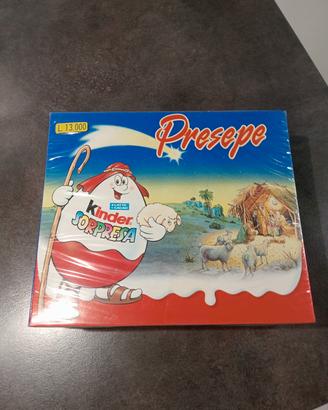 L. 13.000
Presepe
Kinder
SORPRESA